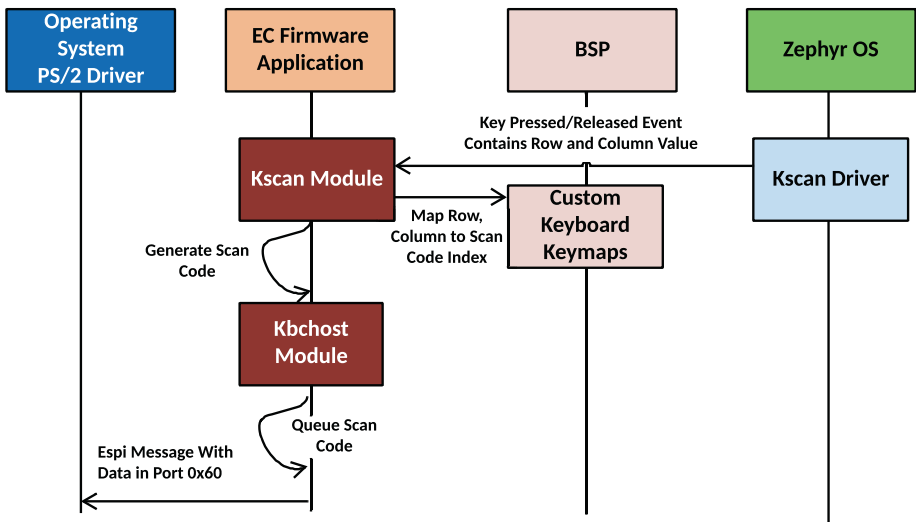 Operating
System
PS/2 Driver
EC Firmware
Application
BSP
Zephyr OS
Key Pressed/Released Event
Contains Row and Column Value
Kscan Module
Kscan Driver
Custom
Keyboard
Keymaps
Map Row,
Column to Scan
Code Index
Generate Scan
Code
Kbchost
Module
Queue Scan
Code
Espi Message With
Data in Port 0x60